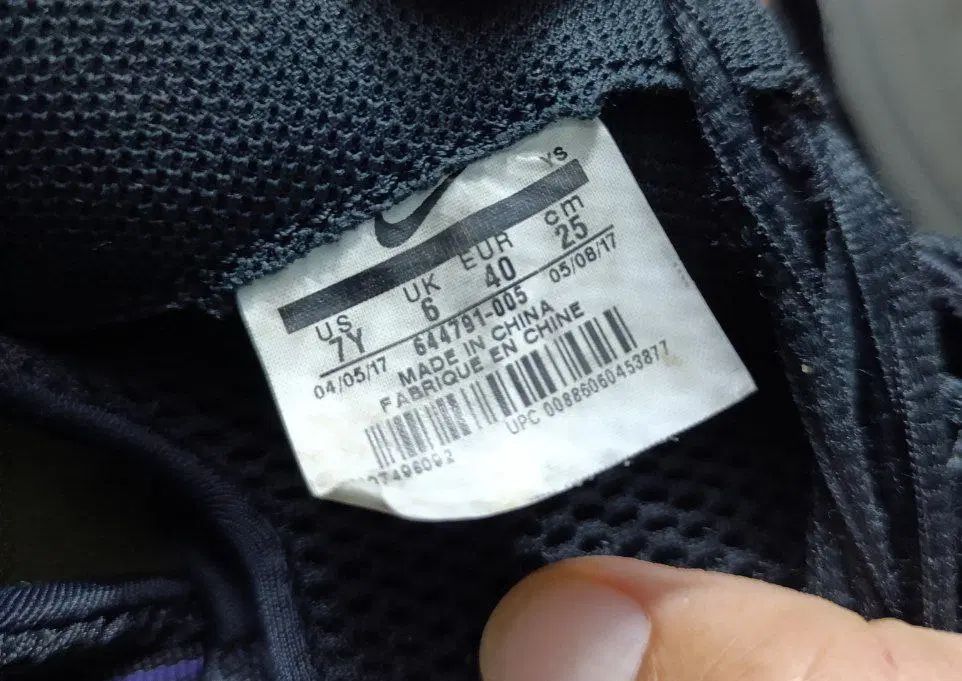 YS
US UK EUR cm
7Y 6 40 25
04/05/17 644791-005 05/08/17
MADE IN CHINA
FABRIQUE EN CHINE
UPC 00886060453877
07496092